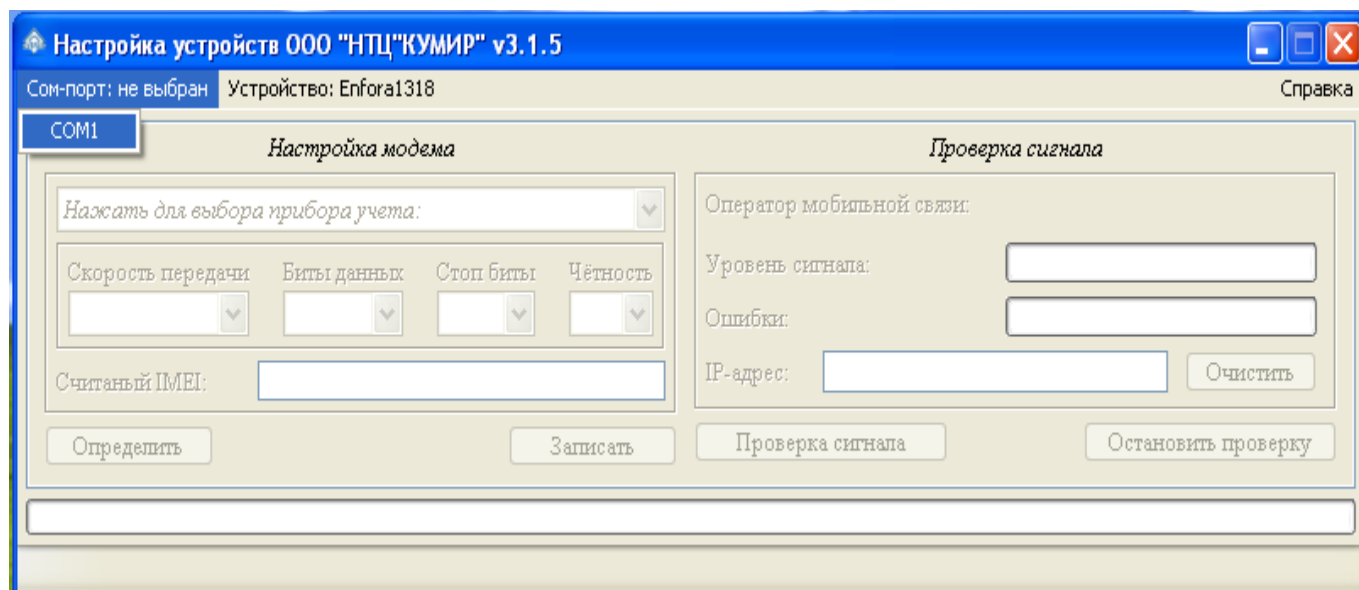 Настройка устройств ООО "НТЦ"КУМИР" v3.1.5
Сом-порт: не выбран Устройство: Enfora1318 Справка
COM1
Настройка модема
Проверка сигнала
Нажать для выбора прибора учета:
Скорость передачи Биты данных Стоп биты Чётность
Считаный IMEI:
Определить Записать
Оператор мобильной связи:
Уровень сигнала:
Ошибки:
IP-адрес: Очистить
Проверка сигнала Остановить проверку